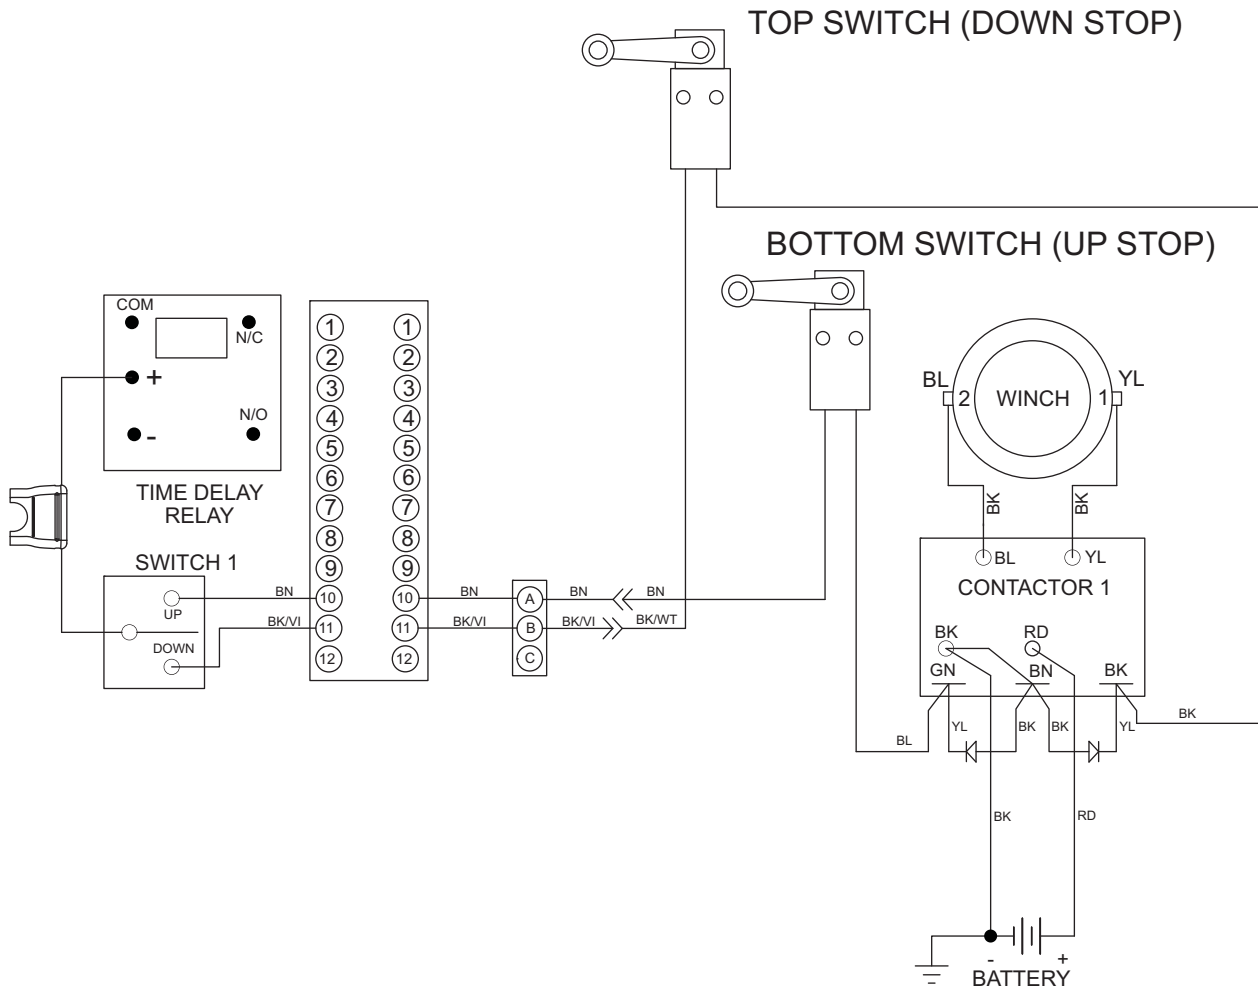 TOP SWITCH (DOWN STOP)
BOTTOM SWITCH (UP STOP)
COM
N/C
+
N/O
-
TIME DELAY
RELAY
SWITCH 1
UP
DOWN
BN
BK/VI
1 1
2 2
3 3
4 4
5 5
6 6
7 7
8 8
9 9
10 10
11 11
12 12
BN
BK/VI
A
B
C
BN
BN
BK/VI
BK/WT
BL
YL
2
WINCH
1
BK
BK
BL
YL
CONTACTOR 1
BK
RD
GN
BN
BK
BL
YL
BK
BK
YL
BK
BK
RD
-
+
BATTERY